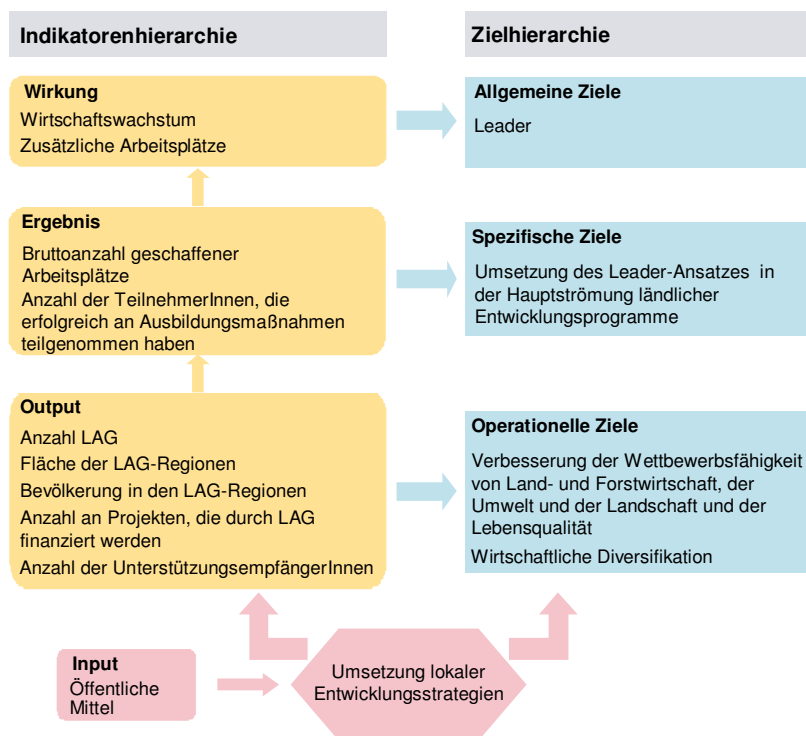 Indikatorenhierarchie
Zielhierarchie
Wirkung
Wirtschaftswachstum
Zusätzliche Arbeitsplätze
Allgemeine Ziele
Leader
Ergebnis
Bruttoanzahl geschaffener
Arbeitsplätze
Anzahl der TeilnehmerInnen, die
erfolgreich an Ausbildungsmaßnahmen
teilgenommen haben
Spezifische Ziele
Umsetzung des Leader-Ansatzes in
der Hauptströmung ländlicher
Entwicklungsprogramme
Output
Anzahl LAG
Fläche der LAG-Regionen
Bevölkerung in den LAG-Regionen
Anzahl an Projekten, die durch LAG
finanziert werden
Anzahl der UnterstützungsempfängerInnen
Operationelle Ziele
Verbesserung der Wettbewerbsfähigkeit
von Land- und Forstwirtschaft, der
Umwelt und der Landschaft und der
Lebensqualität
Wirtschaftliche Diversifikation
Input
Öffentliche
Mittel
Umsetzung lokaler
Entwicklungsstrategien